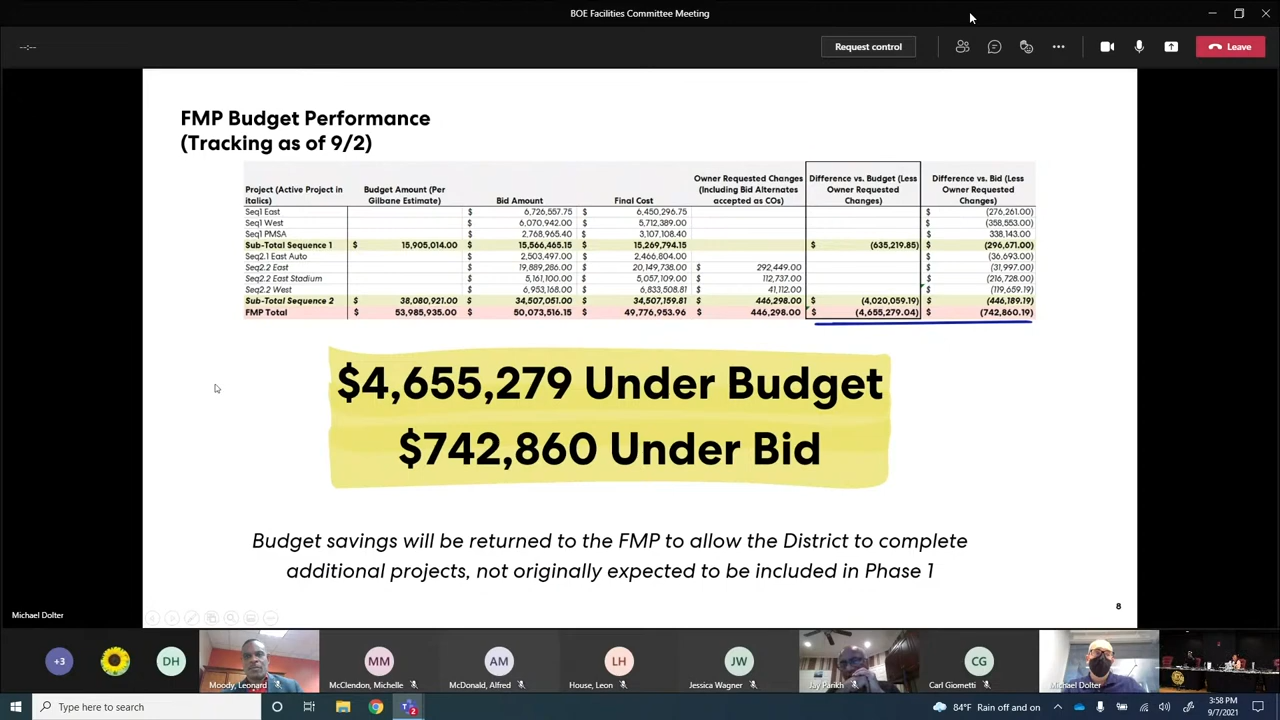 BOE Facilities Committee Meeting
--:--
Request control
Leave
FMP Budget Performance
(Tracking as of 9/2)
Project (Active Project in italics) Budget Amount (Per Gilbane Estimate) Bid Amount Final Cost Owner Requested Changes (Including Bid Alternates accepted as COs) Difference vs. Budget (Less Owner Requested Changes) Difference vs. Bid (Less Owner Requested Changes)
Seq1 East $ 6,726,557.75 $ 6,450,296.75 $ (276,261.00)
Seq1 West $ 6,070,942.00 $ 5,712,389.00 $ (358,553.00)
Seq1 PMSA $ 2,768,965.40 $ 3,107,108.40 $ 338,143.00
Sub-Total Sequence 1 $ 15,905,014.00 $ 15,566,465.15 $ 15,269,794.15 $ (635,219.85) $ (296,671.00)
Seq2.1 East Auto $ 2,503,497.00 $ 2,466,804.00 $ (36,693.00)
Seq2.2 East $ 19,889,286.00 $ 20,149,738.00 $ 292,449.00 $ (31,997.00)
Seq2.2 East Stadium $ 5,161,100.00 $ 5,057,109.00 $ 112,737.00 $ (216,728.00)
Seq2.2 West $ 6,953,168.00 $ 6,833,508.81 $ 41,112.00 $ (119,659.19)
Sub-Total Sequence 2 $ 38,080,921.00 $ 34,507,051.00 $ 34,507,159.81 $ 446,298.00 $ (4,020,059.19) $ (446,189.19)
FMP Total $ 53,985,935.00 $ 50,073,516.15 $ 49,776,953.96 $ 446,298.00 $ (4,655,279.04) $ (742,860.19)
$4,655,279 Under Budget
$742,860 Under Bid
Budget savings will be returned to the FMP to allow the District to complete
additional projects, not originally expected to be included in Phase 1
8
Michael Dolter
+3 DH MM AM LH JW CG
Moody, Leonard McClendon, Michelle McDonald, Alfred House, Leon Jessica Wagner Jay Parikh Carl Giometti Michael Dolter
Type here to search
2
84°F Rain off and on
3:58 PM
9/7/2021